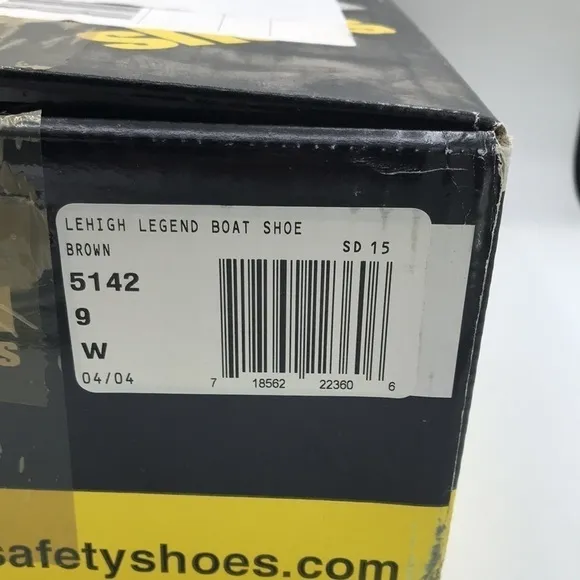 LEHIGH LEGEND BOAT SHOE
BROWN SD 15
5142
9
W
04/04
7 18562 22360 6
safetyshoes.com